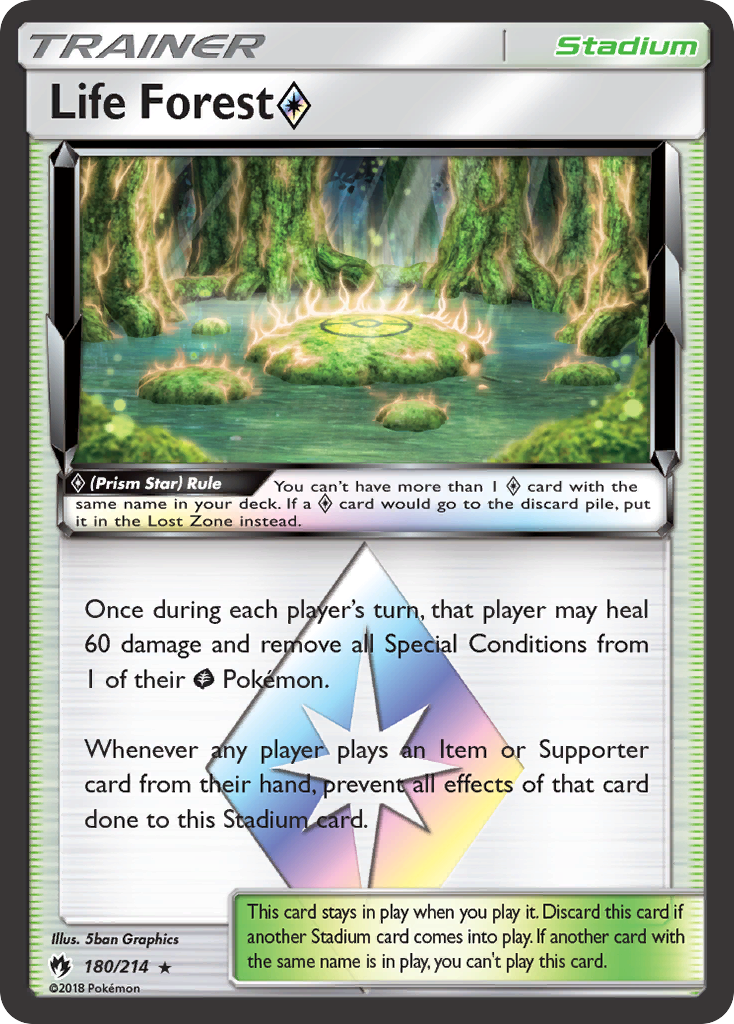 TRAINER
Stadium
Life Forest
(Prism Star) Rule You can't have more than 1 card with the
same name in your deck. If a card would go to the discard pile, put
it in the Lost Zone instead.
Once during each player's turn, that player may heal
60 damage and remove all Special Conditions from
1 of their Pokémon.
Whenever any player plays an Item or Supporter
card from their hand, prevent all effects of that card
done to this Stadium card.
This card stays in play when you play it. Discard this card if
another Stadium card comes into play. If another card with
the same name is in play, you can't play this card.
Illus. 5ban Graphics
180/214 ★
©2018 Pokémon